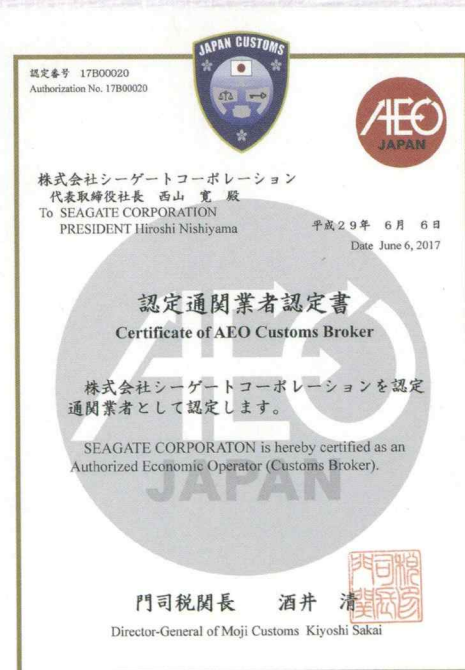 JAPAN CUSTOMS
認定番号 17B00020
Authorization No. 17B00020
AEO
JAPAN
株式会社シーゲートコーポレーション
代表取締役社長 西山 寛 殿
To SEAGATE CORPORATION
PRESIDENT Hiroshi Nishiyama
平成29年 6月 6日
Date June 6, 2017
認定通関業者認定書
Certificate of AEO Customs Broker
株式会社シーゲートコーポレーションを認定
通関業者として認定します。
SEAGATE CORPORATON is hereby certified as an
Authorized Economic Operator (Customs Broker).
AEO
JAPAN
門司税関長 酒井 清
Director-General of Moji Customs Kiyoshi Sakai